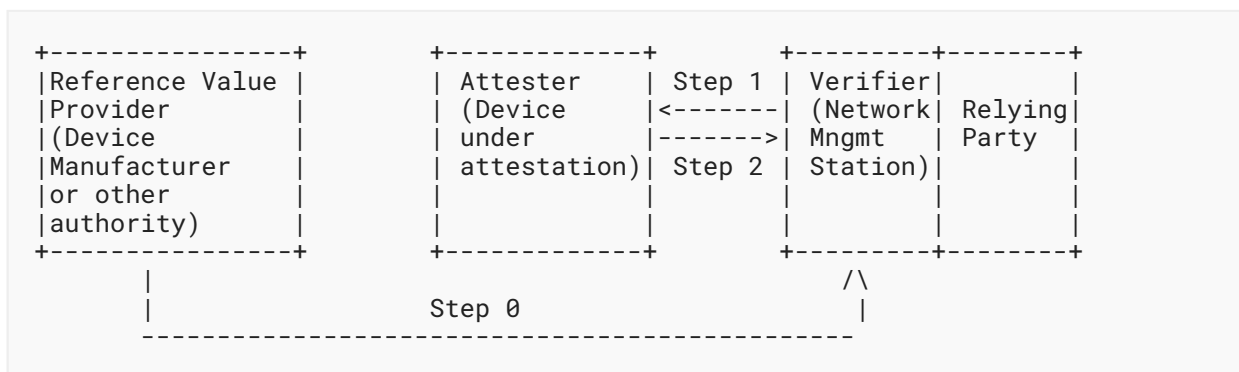 +----------------+        +-------------+        +---------+--------+
|Reference Value |        | Attester    | Step 1 | Verifier|        |
|Provider        |        | (Device     |<-------| (Network| Relying|
|(Device         |        | under       |------->| Mngmt   | Party  |
|Manufacturer    |        | attestation)| Step 2 | Station)|        |
|or other        |        |             |        |         |        |
|authority)      |        |             |        |         |        |
+----------------+        +-------------+        +---------+--------+
       |                                             /\
       |                  Step 0                      |
       -----------------------------------------------